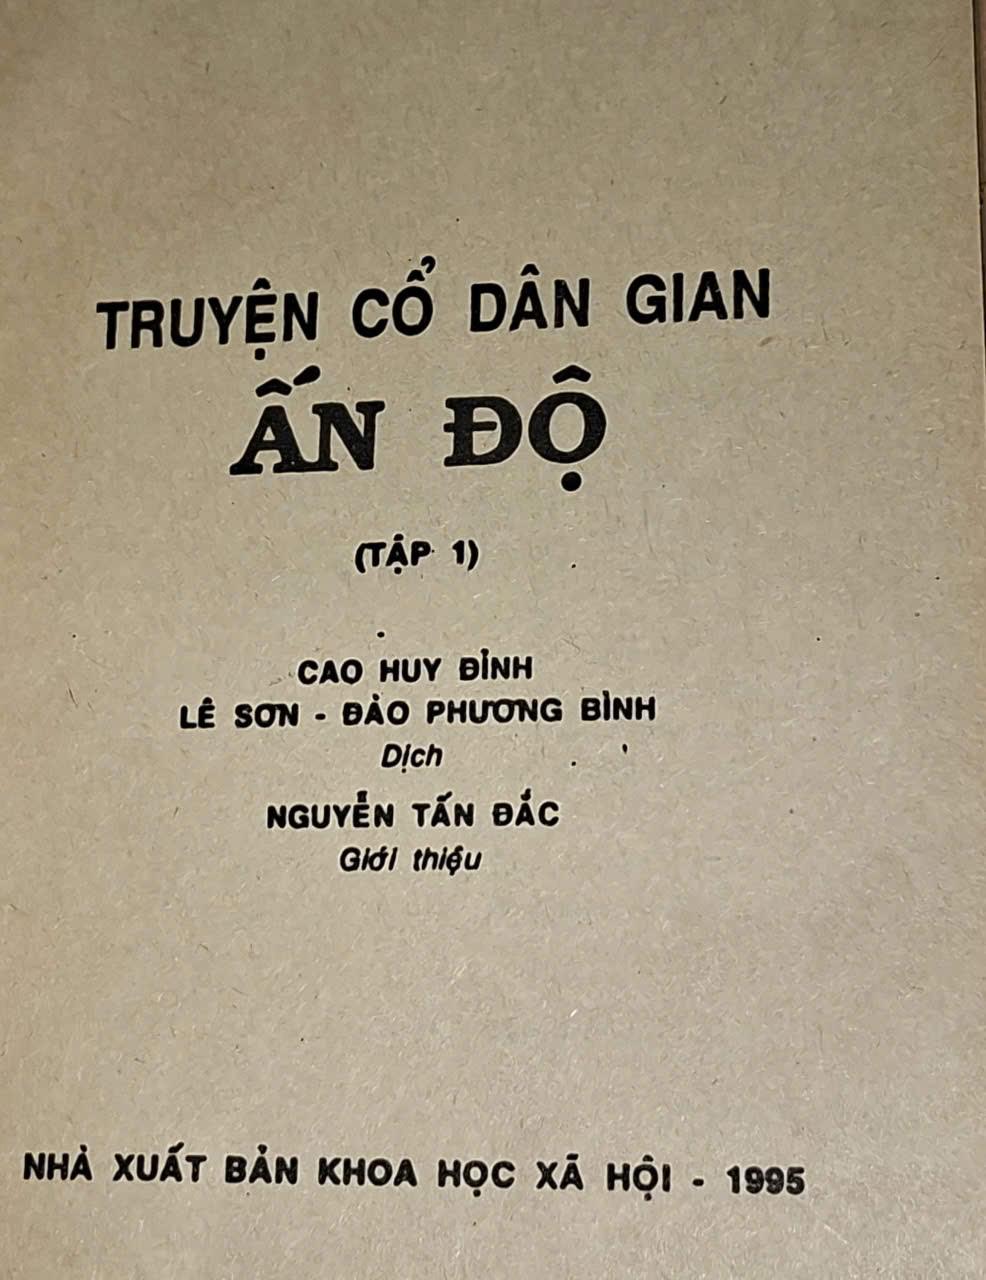 TRUYỆN CỔ DÂN GIAN
ẤN ĐỘ
(TẬP 1)
CAO HUY ĐỈNH
LÊ SƠN - ĐÀO PHƯƠNG BÌNH
Dịch
NGUYỄN TẤN ĐẮC
Giới thiệu
NHÀ XUẤT BẢN KHOA HỌC XÃ HỘI - 1995